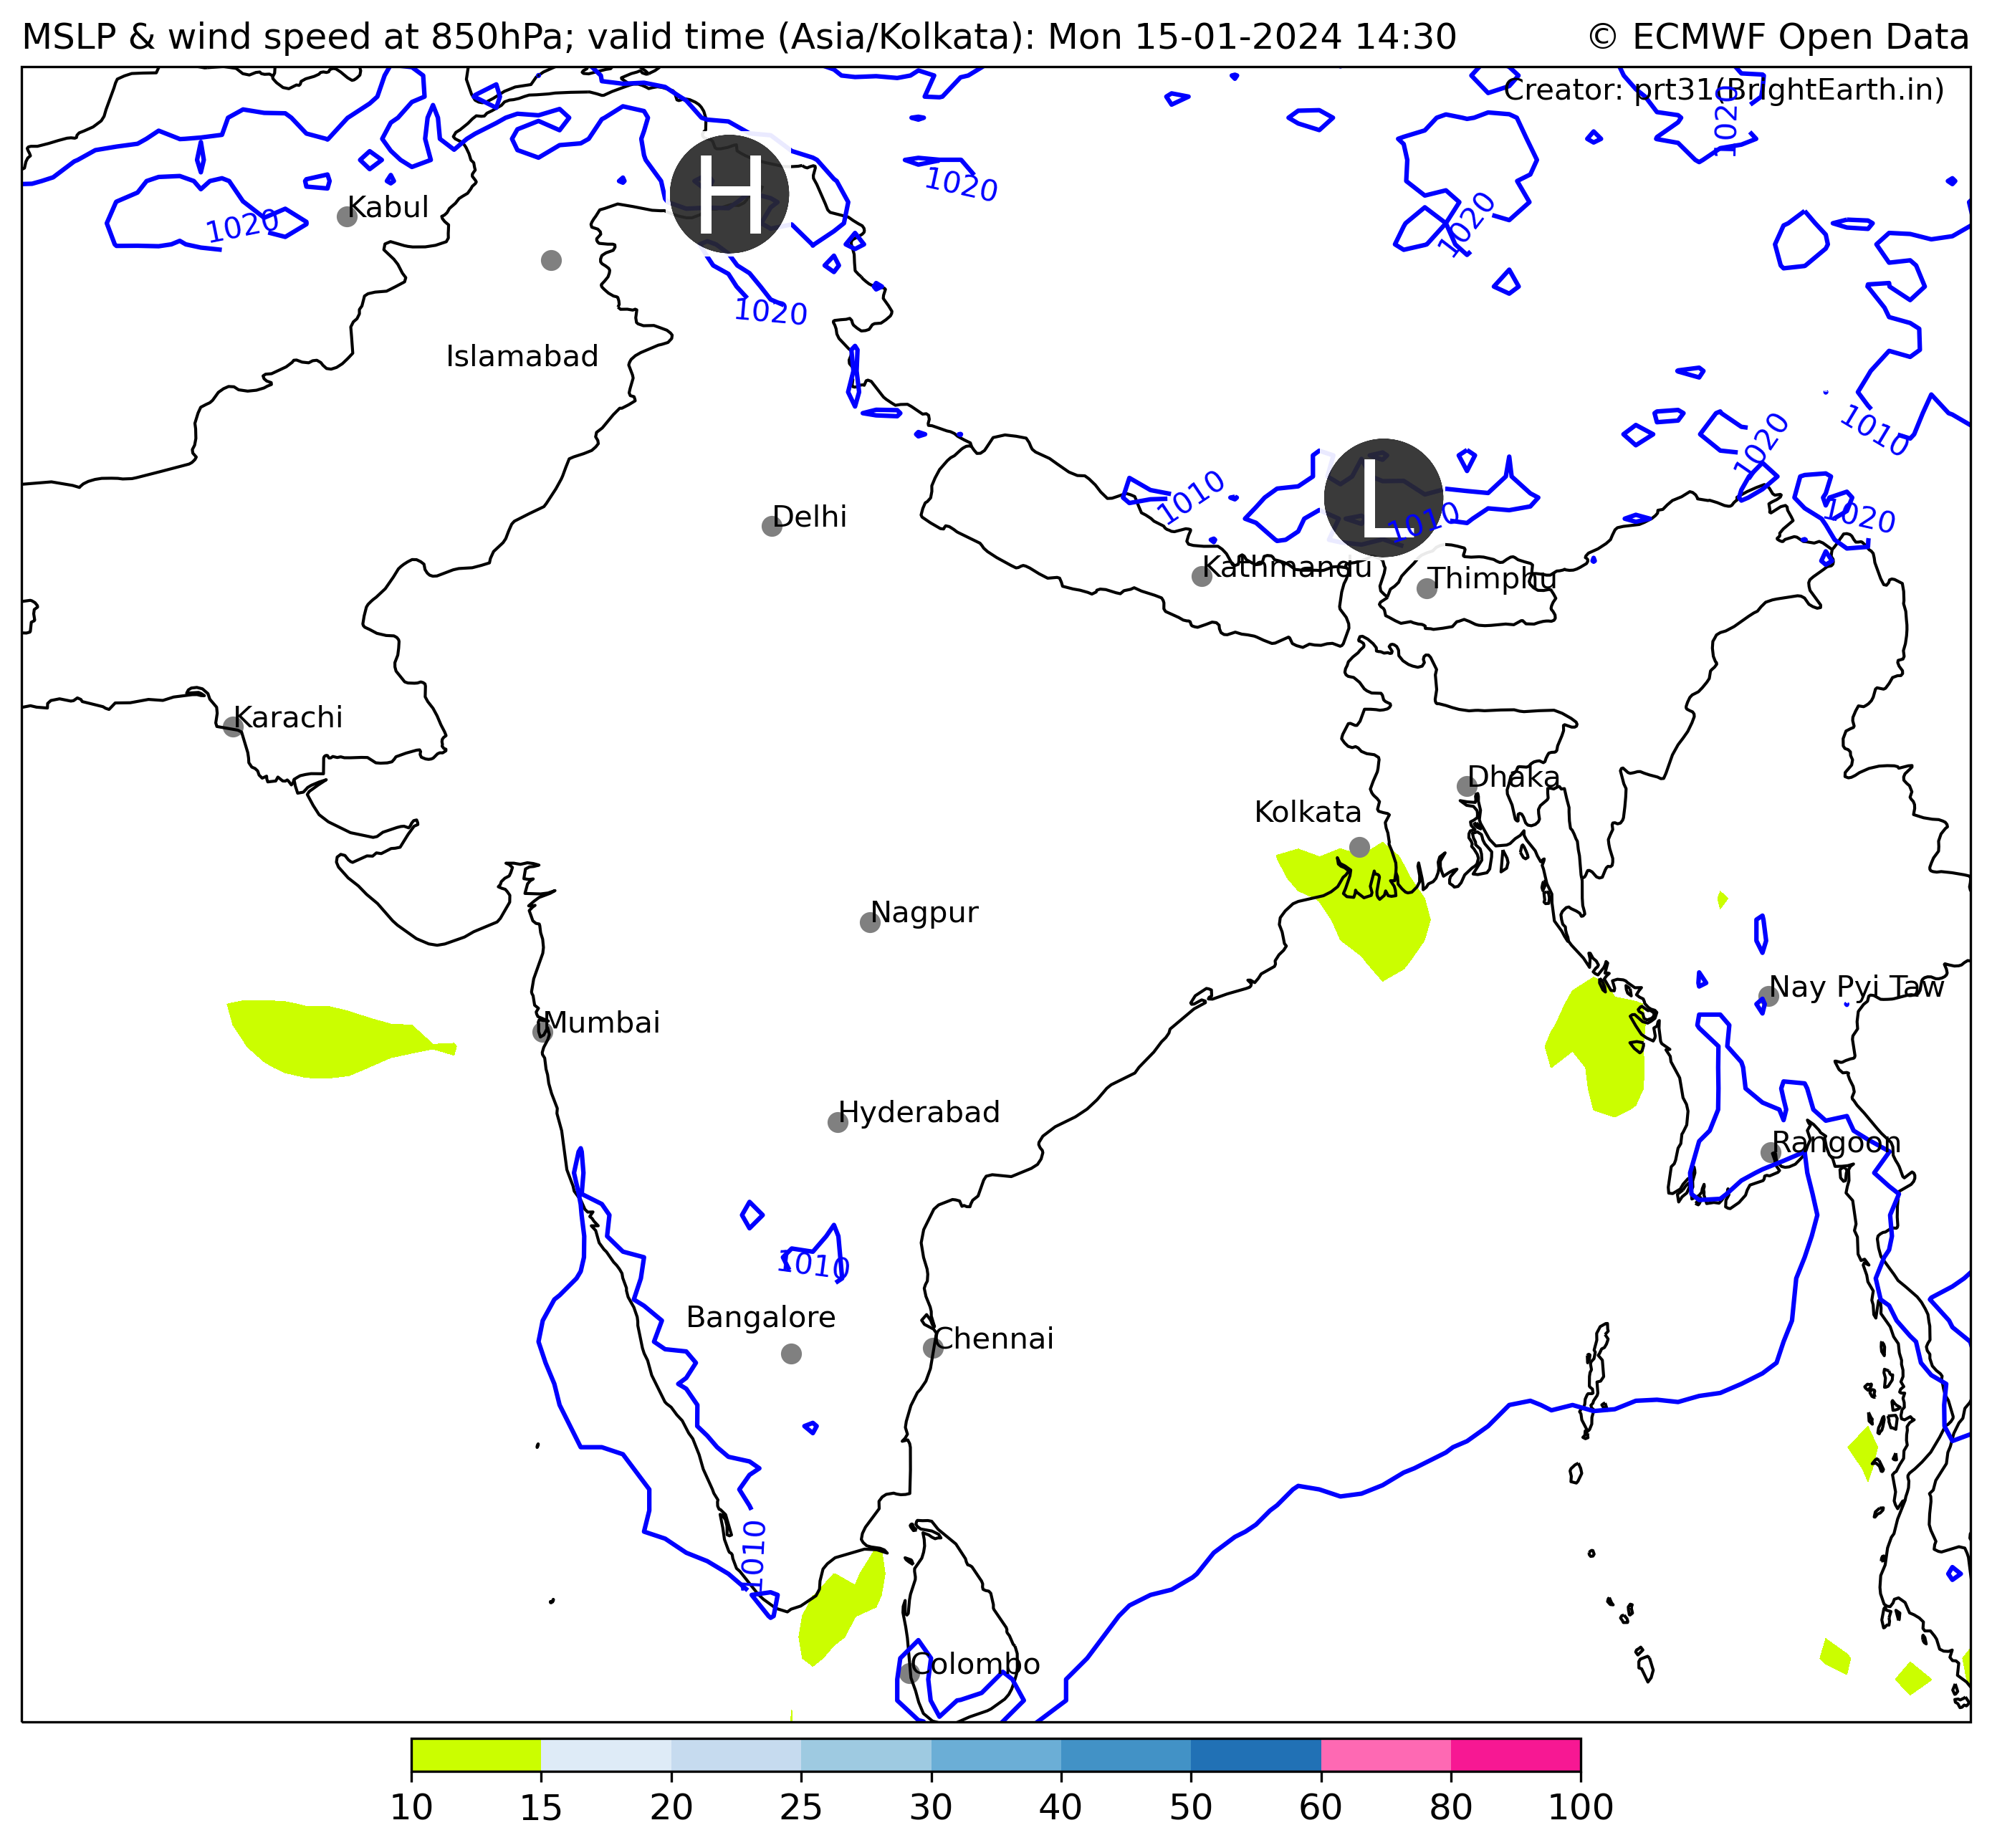 MSLP & wind speed at 850hPa; valid time (Asia/Kolkata): Mon 15-01-2024 14:30
© ECMWF Open Data
Creator: prt31(BrightEarth.in)
1020
H
1020
Kabul
1020
1020
1020
Islamabad
1010
1020
L
1010
1010
1020
Delhi
Kathmandu
Thimphu
Karachi
Dhaka
Kolkata
Nagpur
Nay Pyi Taw
Mumbai
Hyderabad
Rangoon
1010
Bangalore
Chennai
1010
Colombo
10 15 20 25 30 40 50 60 80 100